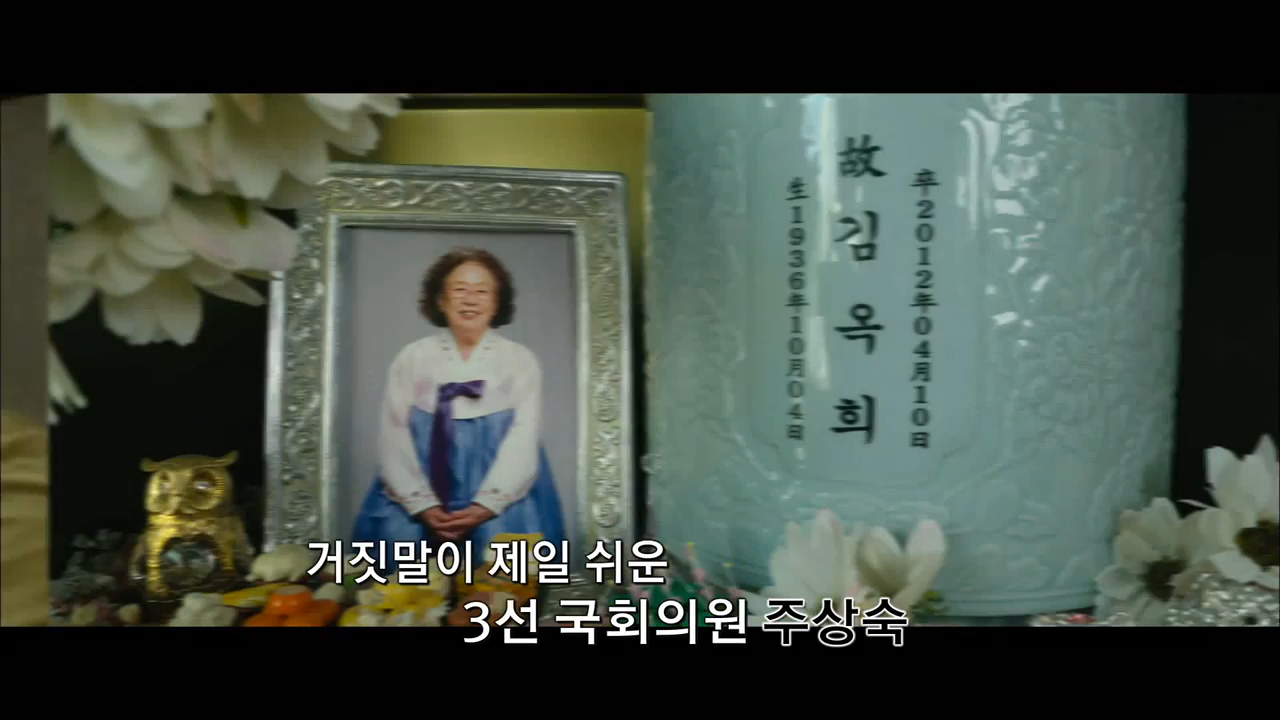 卒2012年04月10日
故김옥희
生1936年10月04日
거짓말이 제일 쉬운
3선 국회의원 주상숙